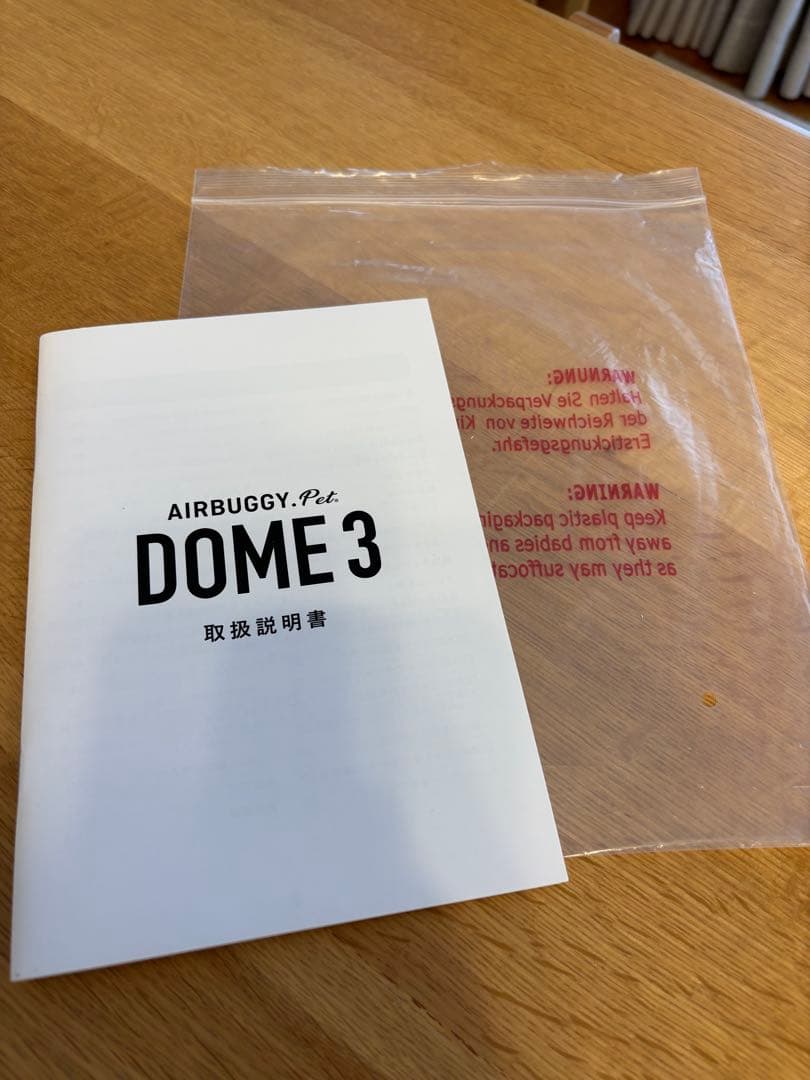 AIRBUGGY.Pet®
DOME 3
取扱説明書
WARNUNG:
Halten Sie
der Reichweite von
Erstickungsgefahr.
WARNING:
Keep plastic
away from babies
as they may